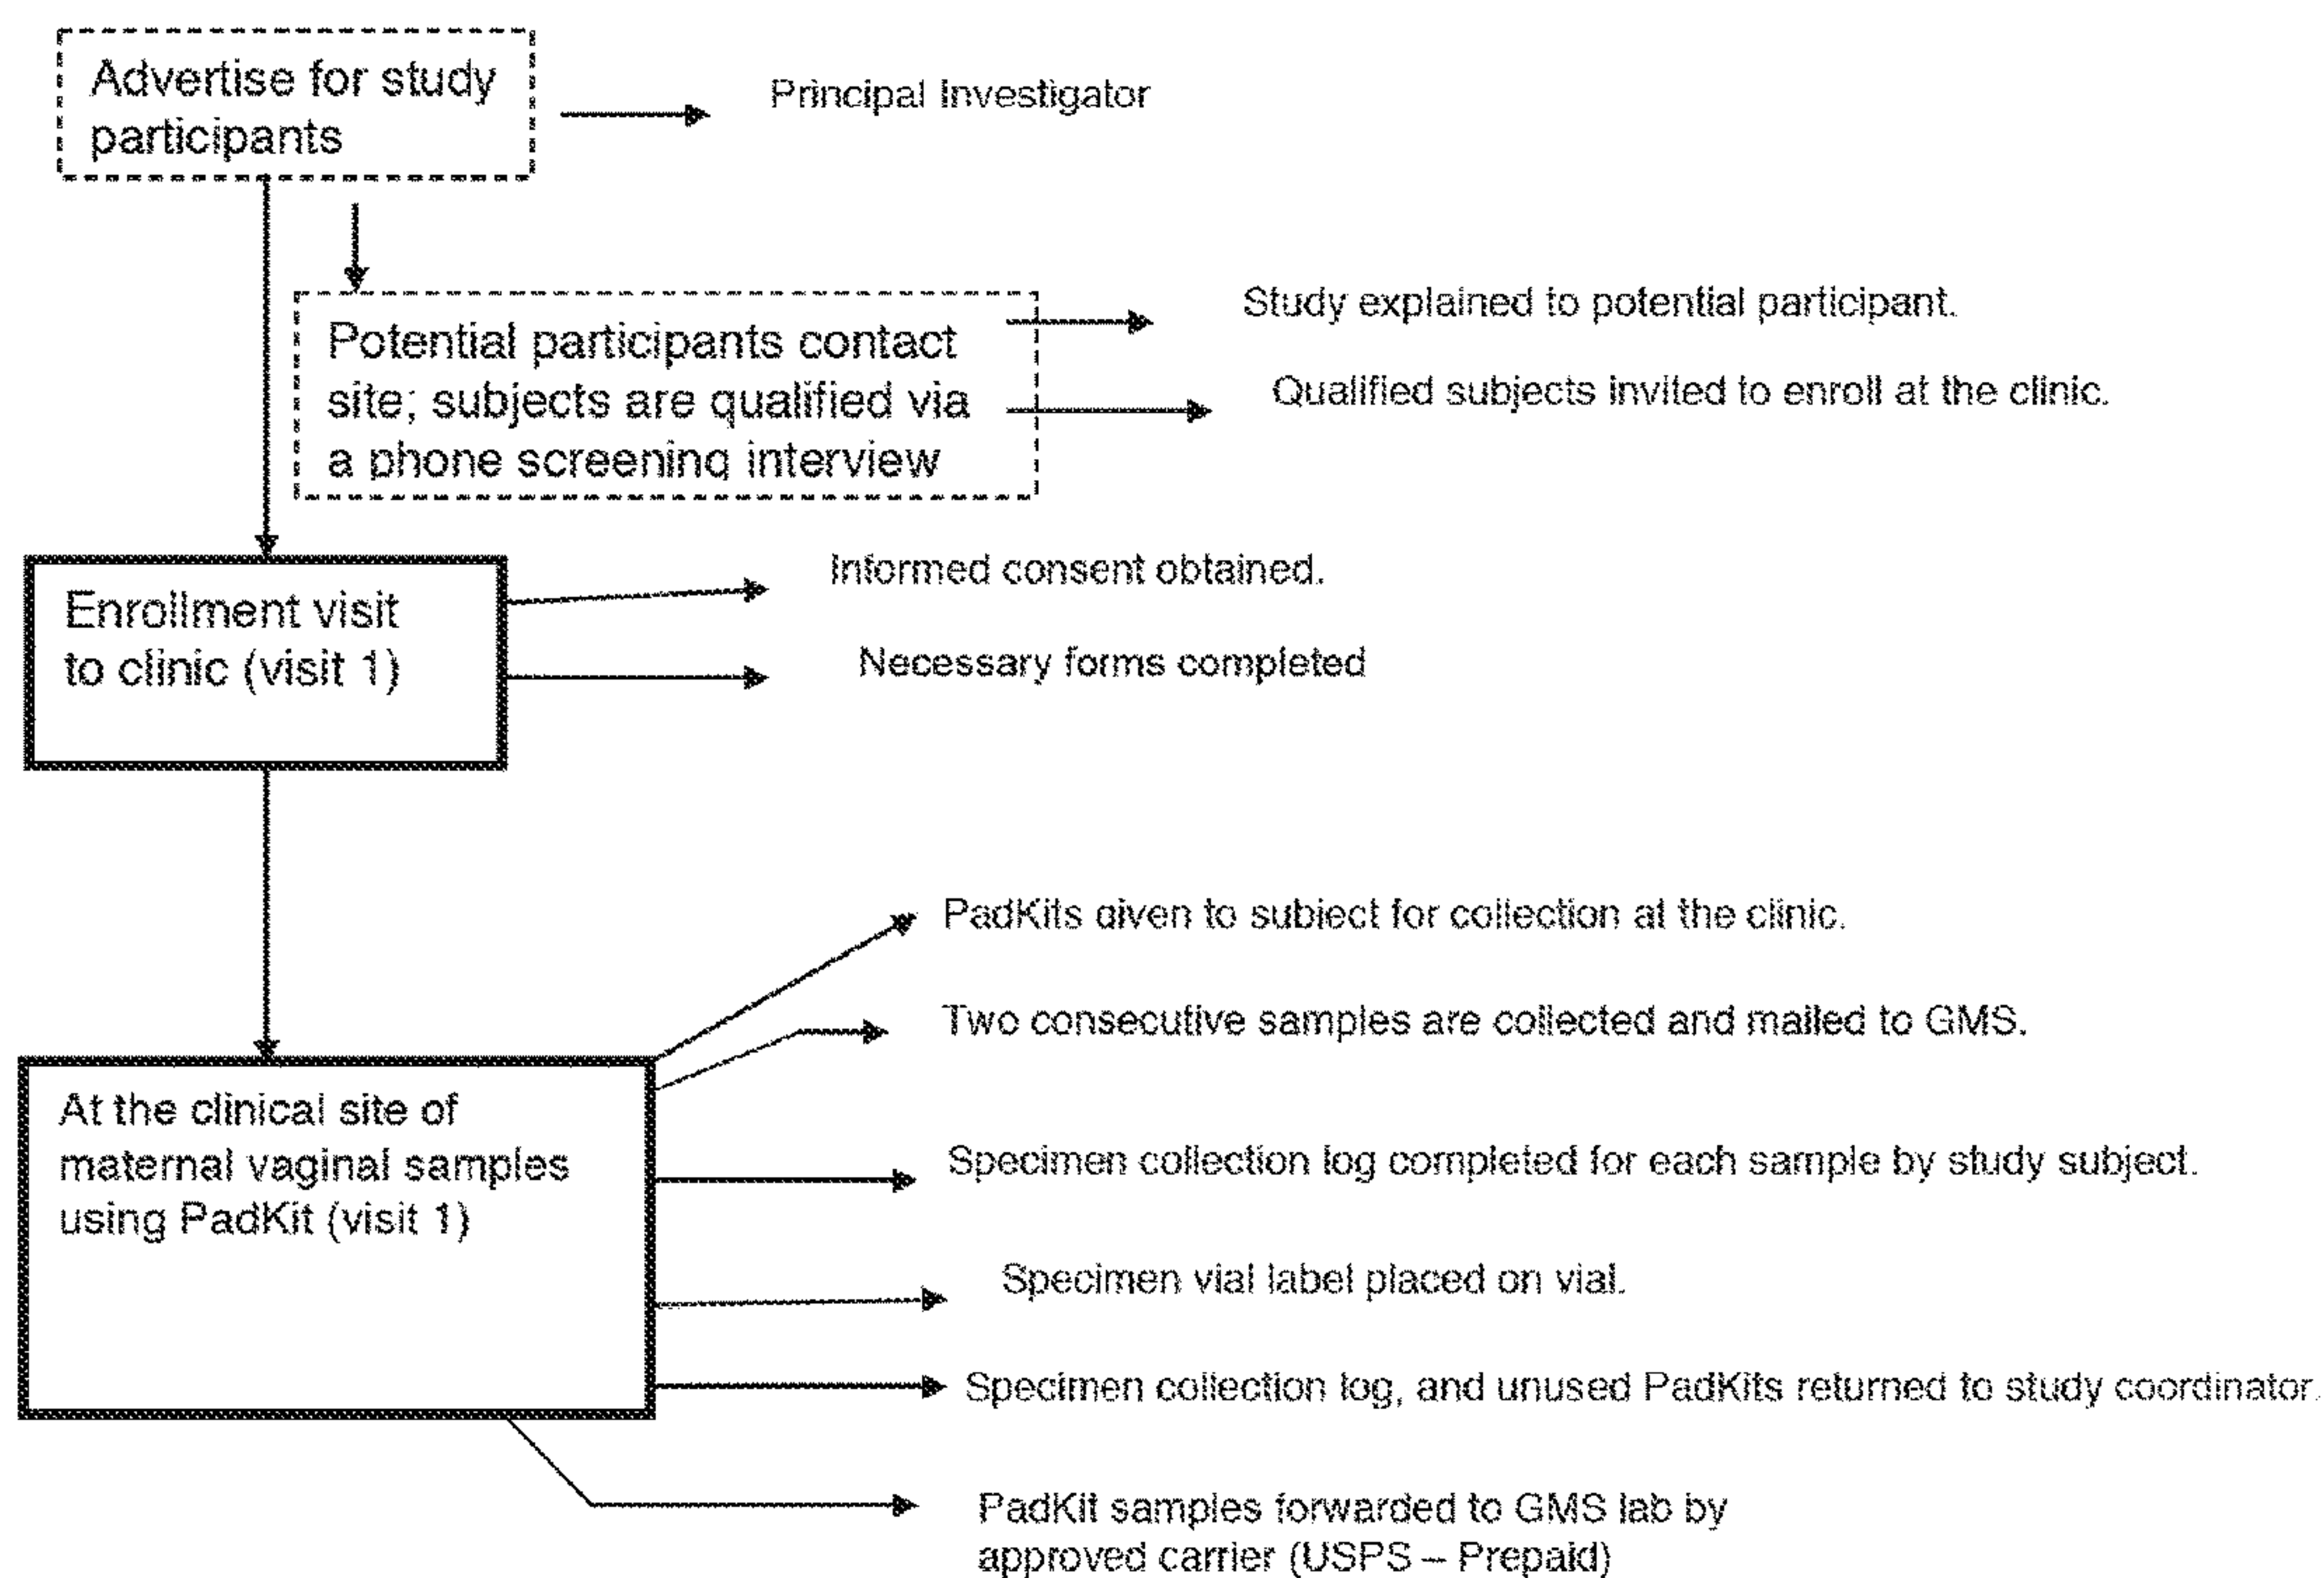 Advertise for study
participants
Principal Investigator
Potential participants contact
site; subjects are qualified via
a phone screening interview
Study explained to potential participant.
Qualified subjects invited to enroll at the clinic.
Enrollment visit
to clinic (visit 1)
Informed consent obtained.
Necessary forms completed
At the clinical site of
maternal vaginal samples
using PadKit (visit 1)
PadKits given to subject for collection at the clinic.
Two consecutive samples are collected and mailed to GMS.
Specimen collection log completed for each sample by study subject.
Specimen vial label placed on vial.
Specimen collection log, and unused PadKits returned to study coordinator.
PadKit samples forwarded to GMS lab by
approved carrier (USPS – Prepaid)